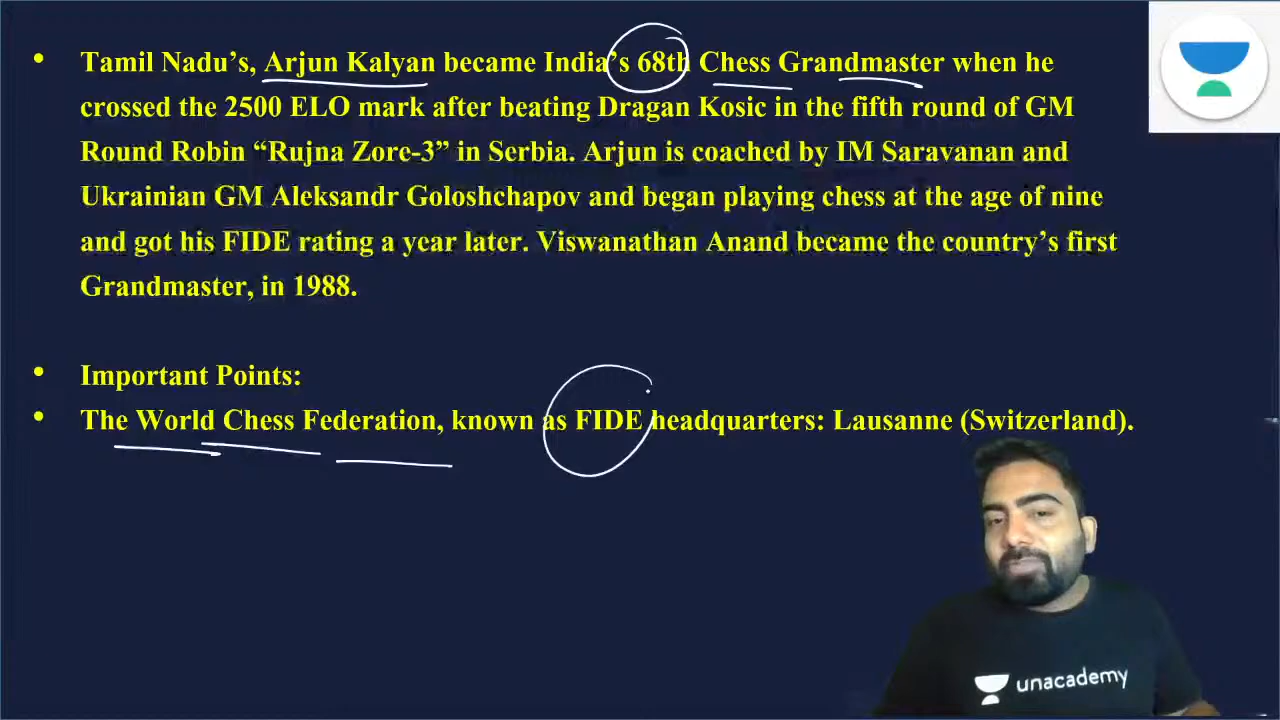 • Tamil Nadu's, Arjun Kalyan became India's 68th Chess Grandmaster when he
crossed the 2500 ELO mark after beating Dragan Kosic in the fifth round of GM
Round Robin “Rujna Zore-3” in Serbia. Arjun is coached by IM Saravanan and
Ukrainian GM Aleksandr Goloshchapov and began playing chess at the age of nine
and got his FIDE rating a year later. Viswanathan Anand became the country's first
Grandmaster, in 1988.
• Important Points:
• The World Chess Federation, known as FIDE headquarters: Lausanne (Switzerland).
unacademy